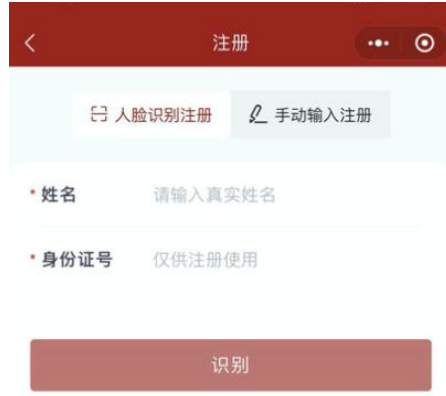 注册
人脸识别注册 手动输入注册
* 姓名 请输入真实姓名
* 身份证号 仅供注册使用
识别